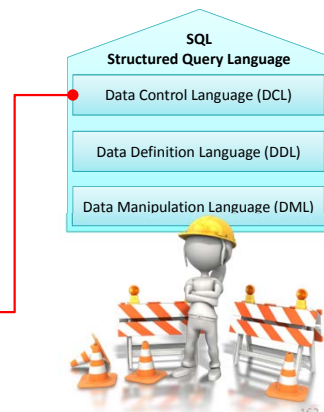 SQL
Structured Query Language
Data Control Language (DCL)
Data Definition Language (DDL)
Data Manipulation Language (DML)